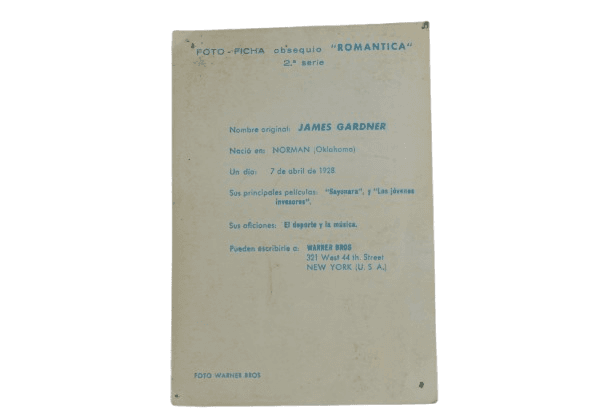 FOTO - FICHA obsequio "ROMANTICA"
2.ª serie
Nombre original: JAMES GARDNER
Nació en: NORMAN (Oklahoma)
Un día: 7 de abril de 1928
Sus principales películas: "Sayonara", y "Los jóvenes
invasores".
Sus aficiones: El deporte y la música.
Pueden escribirle a: WARNER BROS
321 West 44 th. Street
NEW YORK (U. S A.)
FOTO WARNER BROS